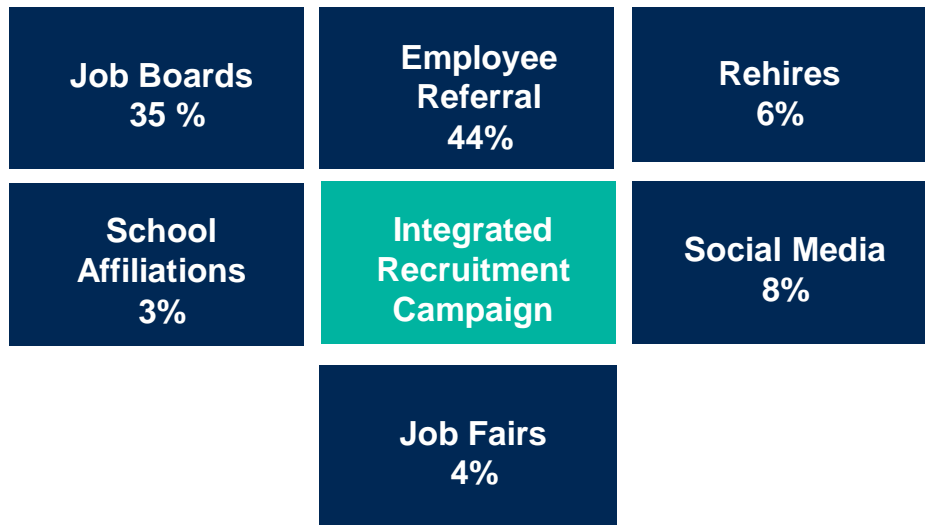 Job Boards
35 %
Employee
Referral
44%
Rehires
6%
School
Affiliations
3%
Integrated
Recruitment
Campaign
Social Media
8%
Job Fairs
4%